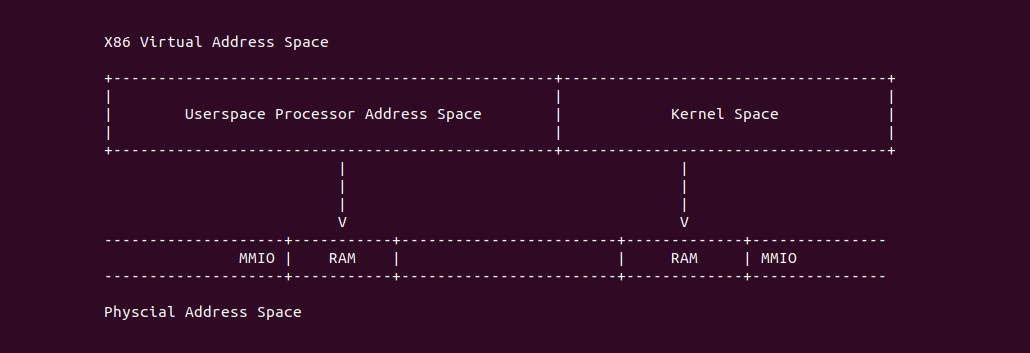 X86 Virtual Address Space
Userspace Processor Address Space Kernel Space
V V
MMIO RAM RAM MMIO
Physcial Address Space